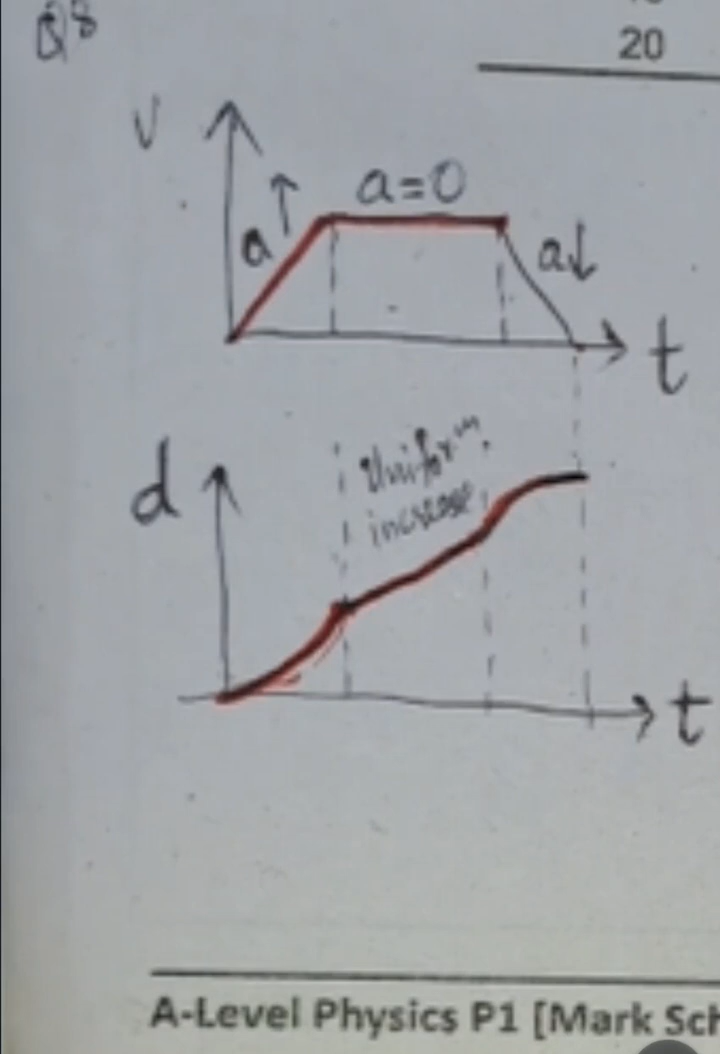 Q8
20
v
a↑
a=0
a↓
t
d
Uniform
increase
t
A-Level Physics P1 [Mark Sch